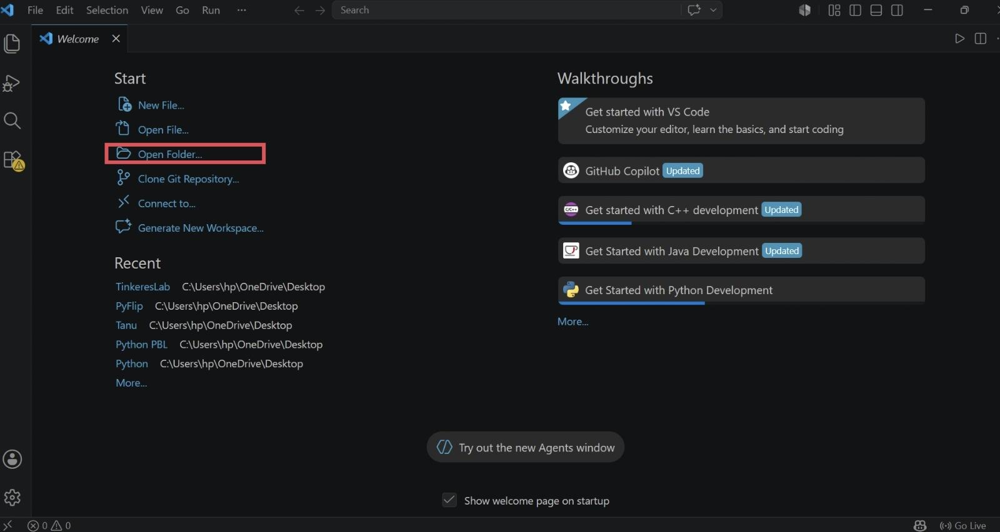 File Edit Selection View Go Run ··· Search
Welcome
Start
New File...
Open File...
Open Folder...
Clone Git Repository...
Connect to...
Generate New Workspace...
Recent
TinkeresLab C:\Users\hp\OneDrive\Desktop
PyFlip C:\Users\hp\OneDrive\Desktop
Tanu C:\Users\hp\OneDrive\Desktop
Python PBL C:\Users\hp\OneDrive\Desktop
Python C:\Users\hp\OneDrive\Desktop
More...
Walkthroughs
Get started with VS Code
Customize your editor, learn the basics, and start coding
GitHub Copilot Updated
C/C++ Get started with C++ development Updated
Get Started with Java Development Updated
Get Started with Python Development
More...
Try out the new Agents window
Show welcome page on startup
0 0 Go Live